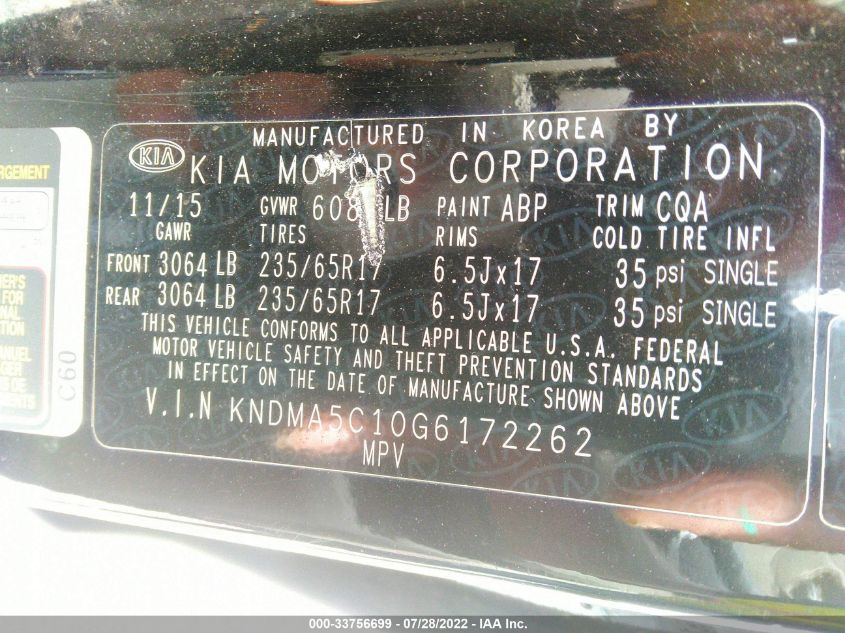 MANUFACTURED IN KOREA BY
KIA
KIA MOTORS CORPORATION
11/15 GVWR LB PAINT ABP TRIM CQA
GAWR TIRES RIMS COLD TIRE INFL
FRONT 3064 LB 235/65R17 6.5Jx17 35 psi SINGLE
REAR 3064 LB 235/65R17 6.5Jx17 35 psi SINGLE
THIS VEHICLE CONFORMS TO ALL APPLICABLE U.S.A. FEDERAL
MOTOR VEHICLE SAFETY AND THEFT PREVENTION STANDARDS
IN EFFECT ON THE DATE OF MANUFACTURE SHOWN ABOVE
V.I.N KNDMA5C10G6172262
MPV
C60
000-33756699 / 07/28/2022 - IAA Inc.